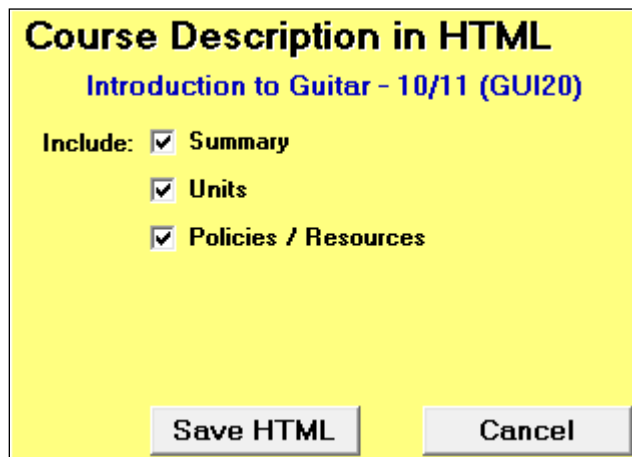 Course Description in HTML
Introduction to Guitar - 10/11 (GUI20)
Include: Summary
Units
Policies / Resources
Save HTML Cancel